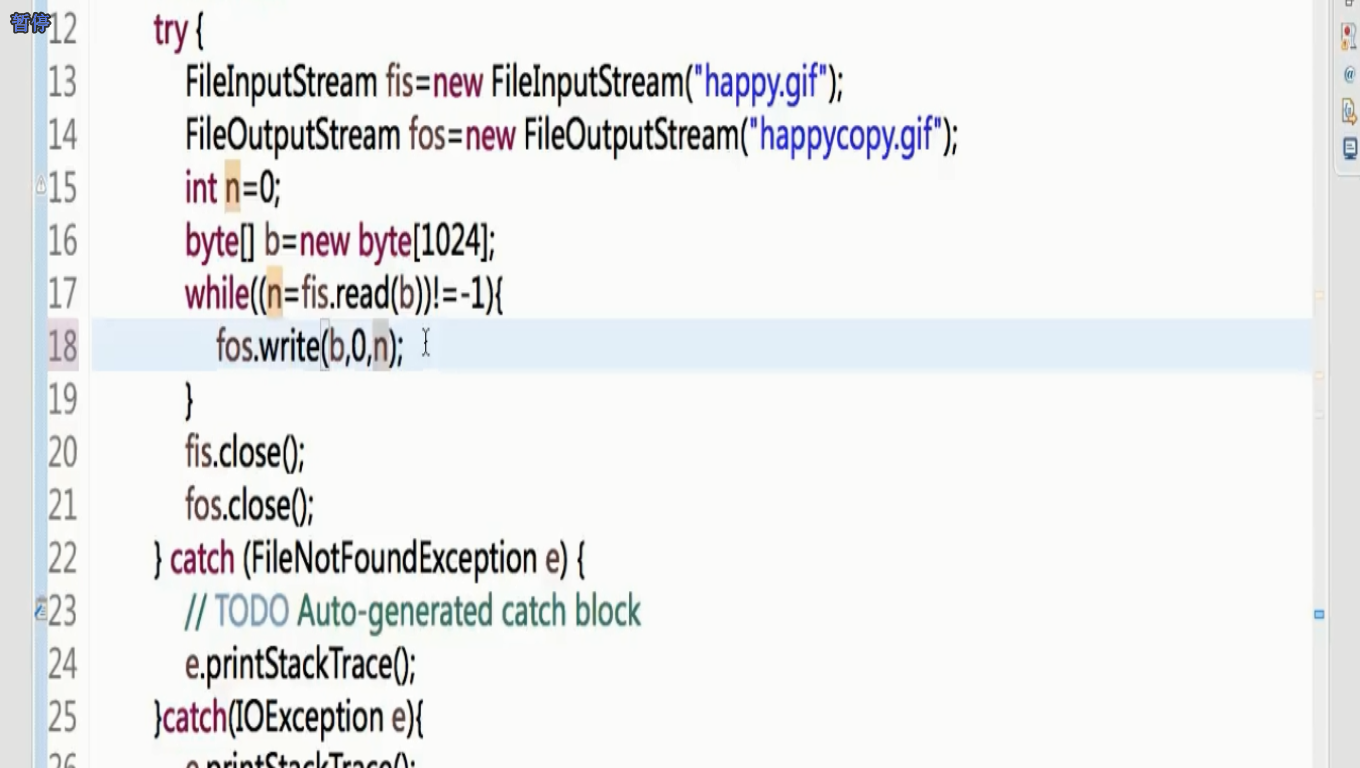 暂停
12 try {
13 FileInputStream fis=new FileInputStream("happy.gif");
14 FileOutputStream fos=new FileOutputStream("happycopy.gif");
15 int n=0;
16 byte[] b=new byte[1024];
17 while((n=fis.read(b))!=-1){
18 fos.write(b,0,n);
19 }
20 fis.close();
21 fos.close();
22 } catch (FileNotFoundException e) {
23 // TODO Auto-generated catch block
24 e.printStackTrace();
25 }catch(IOException e){
26 e.printStackTrace();